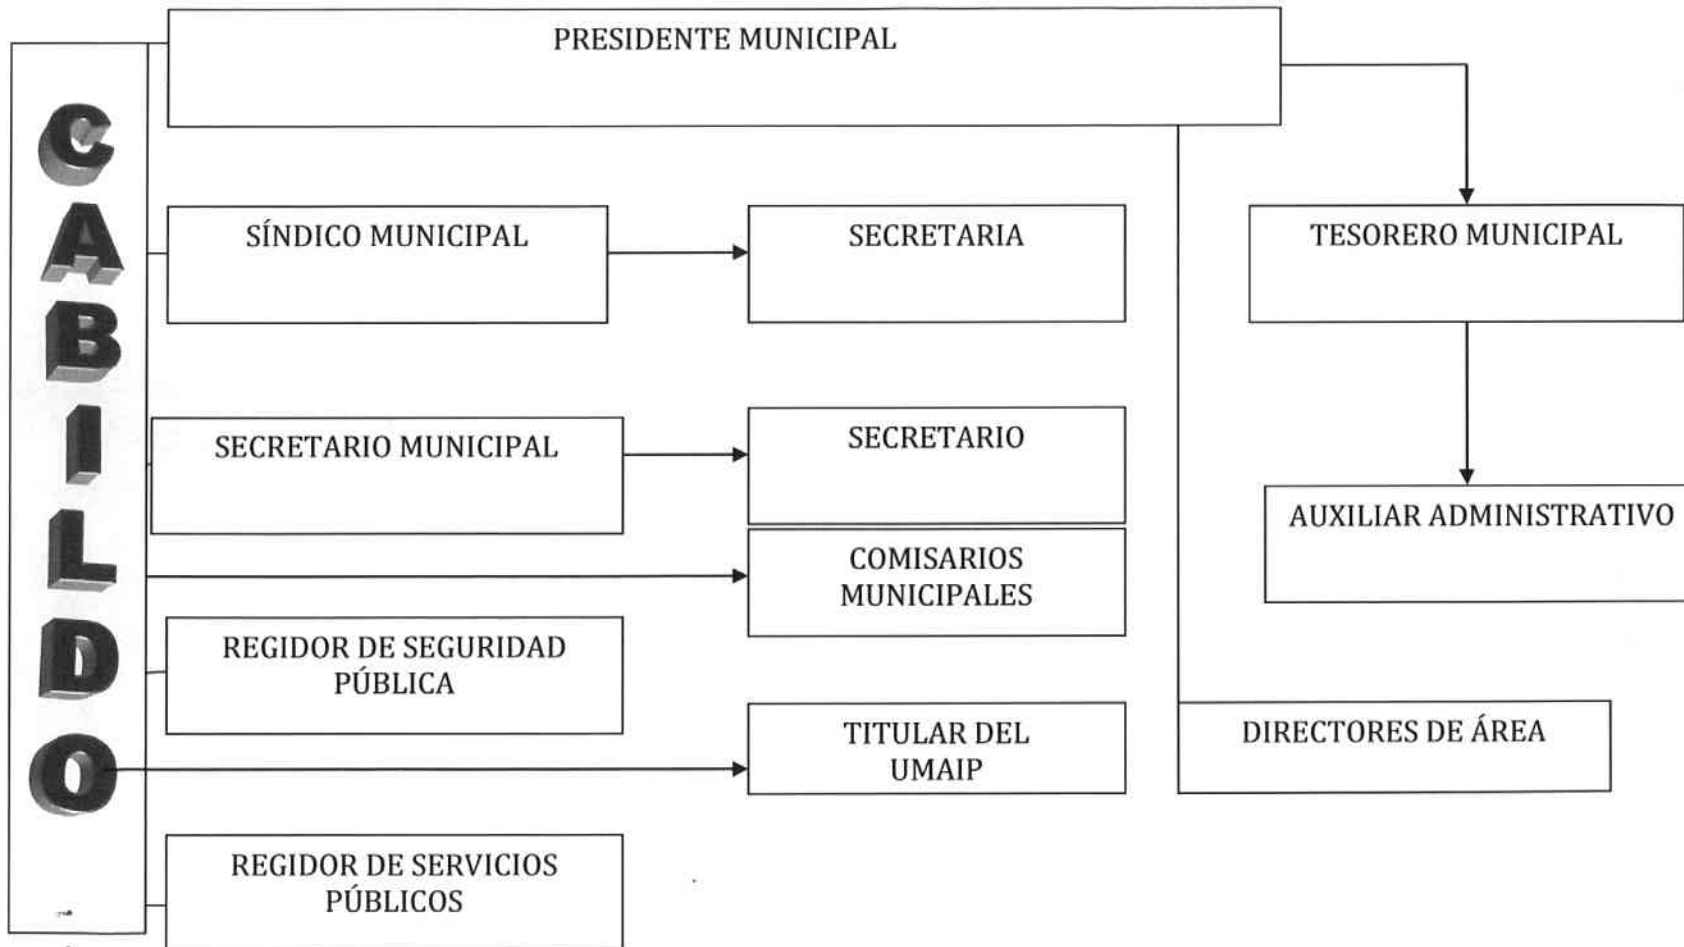 PRESIDENTE MUNICIPAL
CABILDO
SÍNDICO MUNICIPAL
SECRETARIA
TESORERO MUNICIPAL
SECRETARIO MUNICIPAL
SECRETARIO
AUXILIAR ADMINISTRATIVO
COMISARIOS
MUNICIPALES
REGIDOR DE SEGURIDAD
PÚBLICA
TITULAR DEL
UMAIP
DIRECTORES DE ÁREA
REGIDOR DE SERVICIOS
PÚBLICOS